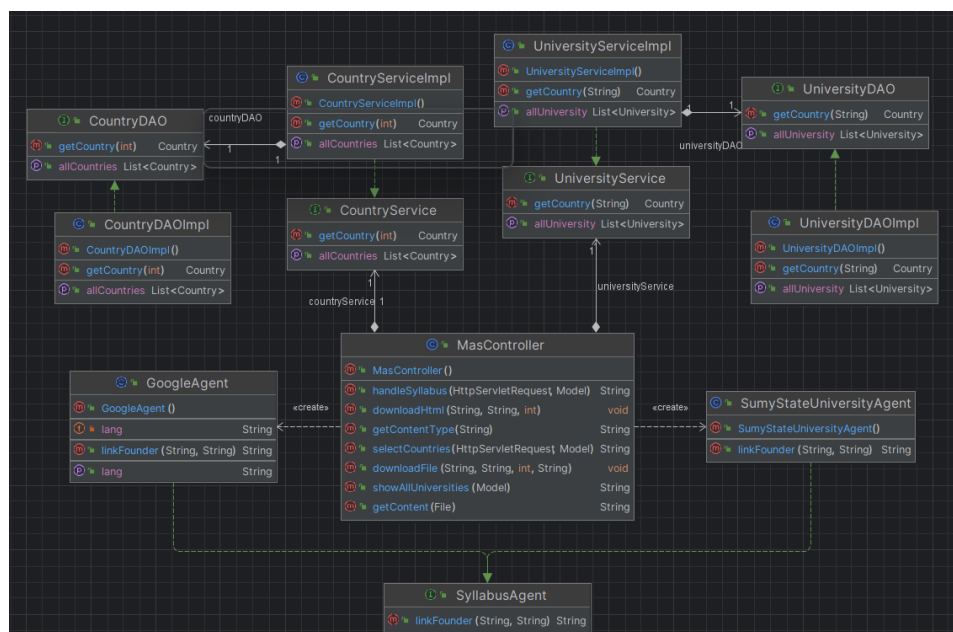 UniversityServiceImpl
UniversityServiceImpl()
getCountry(String) Country
allUniversity List<University>
CountryServiceImpl
CountryServiceImpl()
getCountry(int) Country
allCountries List<Country>
UniversityDAO
getCountry(String) Country
allUniversity List<University>
CountryDAO
getCountry(int) Country
allCountries List<Country>
countryDAO
1
1
1
1
universityDAO
UniversityService
getCountry(String) Country
allUniversity List<University>
CountryService
getCountry(int) Country
allCountries List<Country>
CountryDAOImpl
CountryDAOImpl()
getCountry(int) Country
allCountries List<Country>
UniversityDAOImpl
UniversityDAOImpl()
getCountry(String) Country
allUniversity List<University>
1
countryService 1
1
universityService
MasController
MasController()
handleSyllabus(HttpServletRequest, Model) String
downloadHtml(String, String, int) void
getContentType(String) String
selectCountries(HttpServletRequest, Model) String
downloadFile(String, String, int, String) void
showAllUniversities(Model) String
getContent(File) String
GoogleAgent
GoogleAgent()
lang String
linkFounder(String, String) String
lang String
«create»
«create»
SumyStateUniversityAgent
SumyStateUniversityAgent()
linkFounder(String, String) String
SyllabusAgent
linkFounder(String, String) String